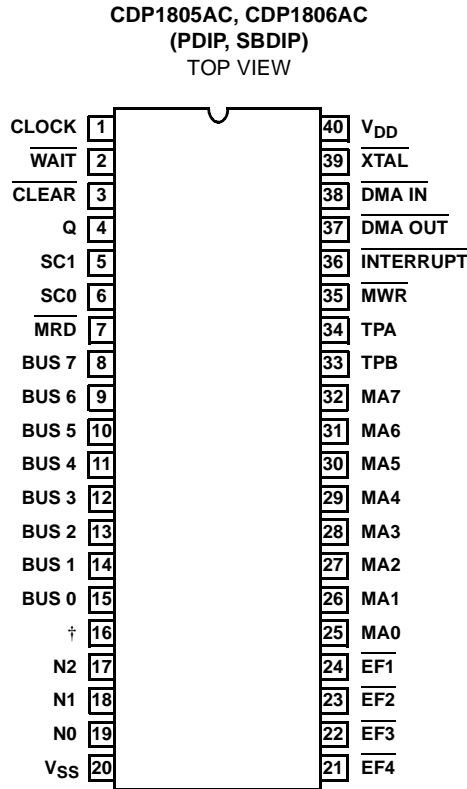 CDP1805AC, CDP1806AC
(PDIP, SBDIP)
TOP VIEW
CLOCK 1 40 VDD
WAIT 2 39 XTAL
CLEAR 3 38 DMA IN
Q 4 37 DMA OUT
SC1 5 36 INTERRUPT
SC0 6 35 MWR
MRD 7 34 TPA
BUS 7 8 33 TPB
BUS 6 9 32 MA7
BUS 5 10 31 MA6
BUS 4 11 30 MA5
BUS 3 12 29 MA4
BUS 2 13 28 MA3
BUS 1 14 27 MA2
BUS 0 15 26 MA1
† 16 25 MA0
N2 17 24 EF1
N1 18 23 EF2
N0 19 22 EF3
VSS 20 21 EF4